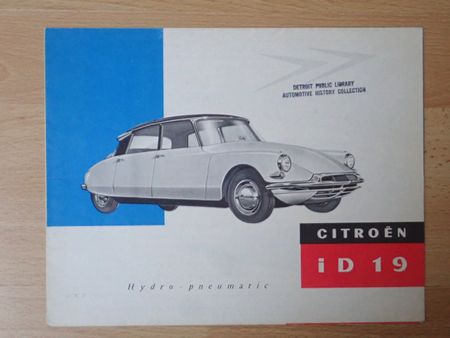 DETROIT PUBLIC LIBRARY
AUTOMOTIVE HISTORY COLLECTION
CITROËN
iD 19
Hydro-pneumatic